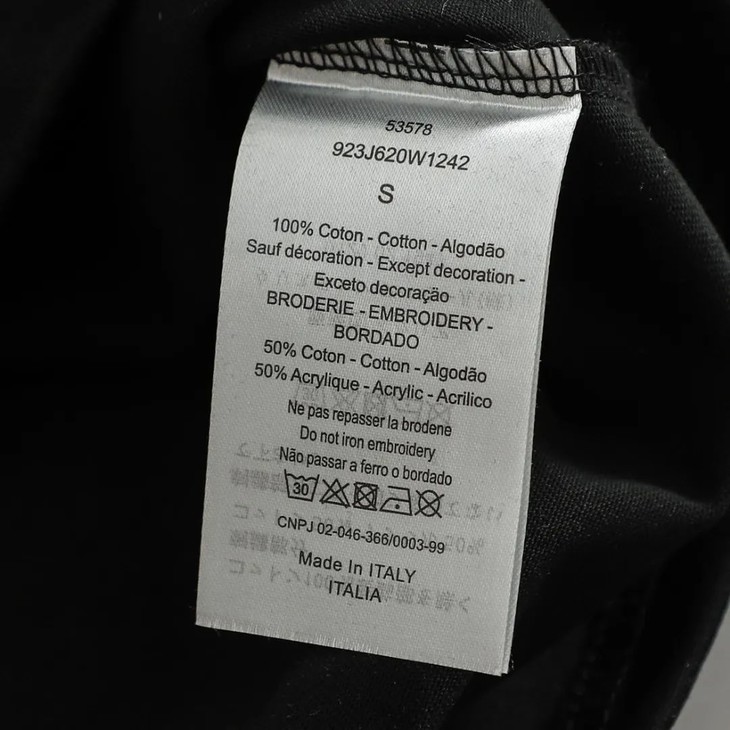 53578
923J620W1242
S
100% Coton - Cotton - Algodão
Sauf décoration - Except decoration -
Exceto decoração
BRODERIE - EMBROIDERY -
BORDADO
50% Coton - Cotton - Algodão
50% Acrylique - Acrylic - Acrilico
Ne pas repasser la brodene
Do not iron embroidery
Não passar a ferro o bordado
30
CNPJ 02-046-366/0003-99
Made In ITALY
ITALIA